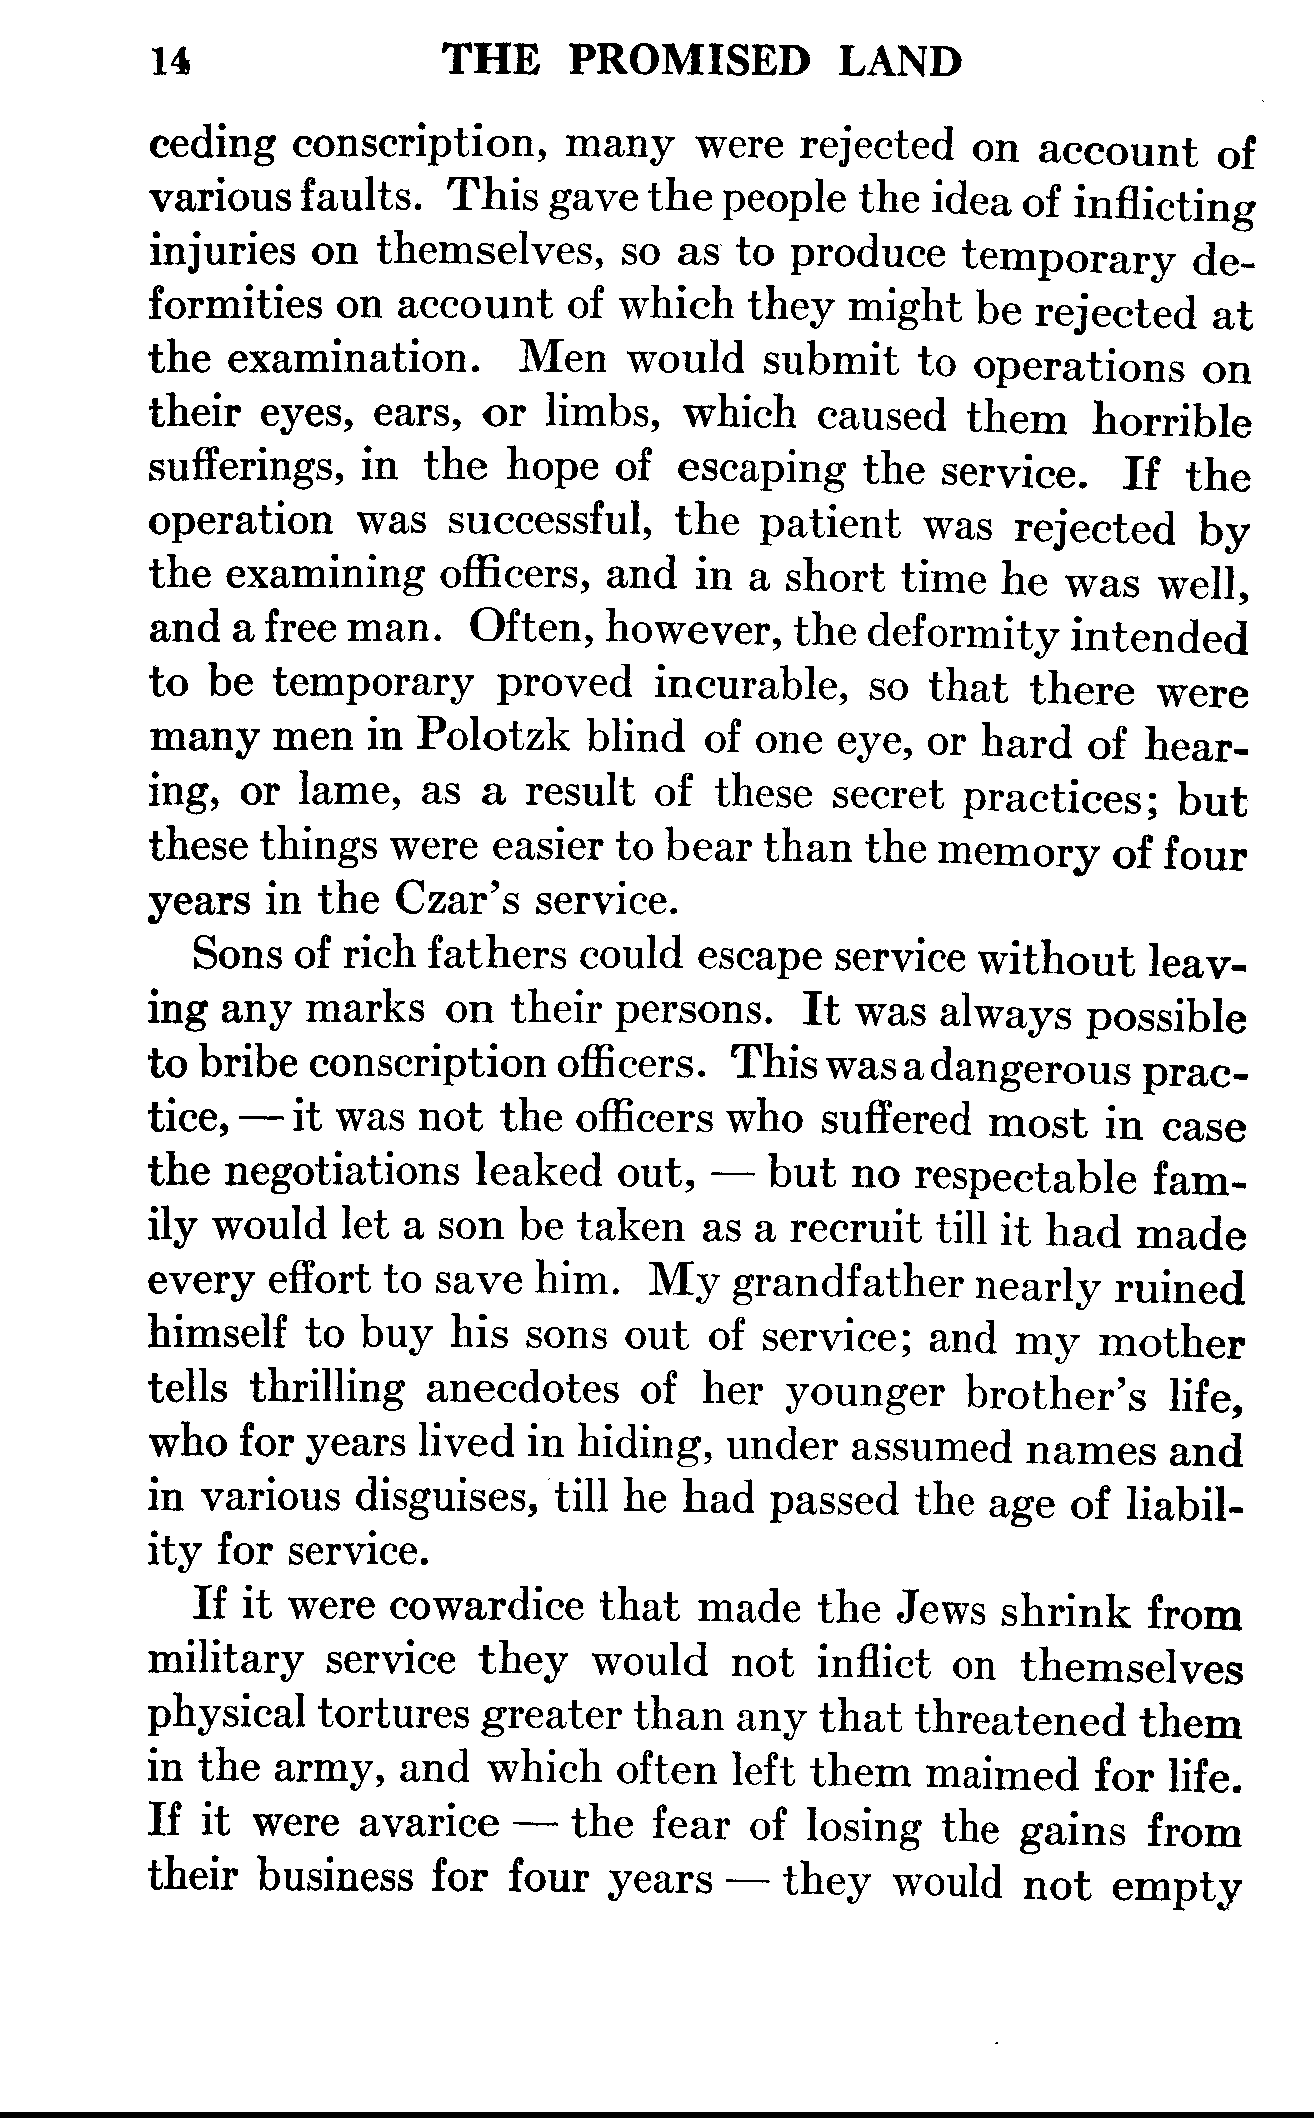 14 THE PROMISED LAND
ceding conscription, many were rejected on account of
various faults. This gave the people the idea of inflicting
injuries on themselves, so as to produce temporary de-
formities on account of which they might be rejected at
the examination. Men would submit to operations on
their eyes, ears, or limbs, which caused them horrible
sufferings, in the hope of escaping the service. If the
operation was successful, the patient was rejected by
the examining officers, and in a short time he was well,
and a free man. Often, however, the deformity intended
to be temporary proved incurable, so that there were
many men in Polotzk blind of one eye, or hard of hear-
ing, or lame, as a result of these secret practices; but
these things were easier to bear than the memory of four
years in the Czar's service.
Sons of rich fathers could escape service without leav-
ing any marks on their persons. It was always possible
to bribe conscription officers. This was a dangerous prac-
tice, — it was not the officers who suffered most in case
the negotiations leaked out, — but no respectable fam-
ily would let a son be taken as a recruit till it had made
every effort to save him. My grandfather nearly ruined
himself to buy his sons out of service; and my mother
tells thrilling anecdotes of her younger brother's life,
who for years lived in hiding, under assumed names and
in various disguises, till he had passed the age of liabil-
ity for service.
If it were cowardice that made the Jews shrink from
military service they would not inflict on themselves
physical tortures greater than any that threatened them
in the army, and which often left them maimed for life.
If it were avarice — the fear of losing the gains from
their business for four years — they would not empty